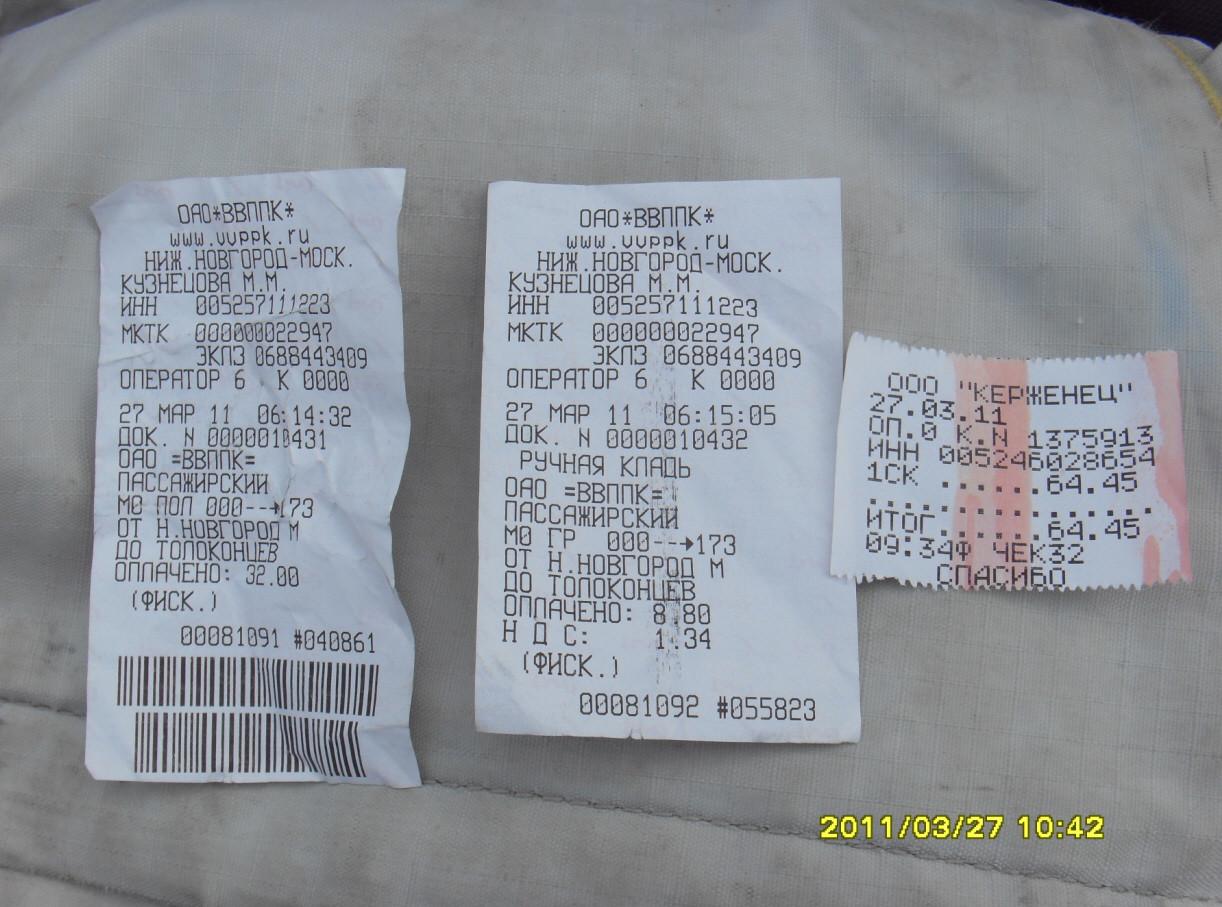 ОАО*ВВППК*
www.vvppk.ru
НИЖ.НОВГОРОД-МОСК.
КУЗНЕЦОВА М.М.
ИНН 005257111223
МКТК 000000022947
ЭКЛЗ 0688443409
ОПЕРАТОР 6 К 0000
27 МАР 11 06:14:32
ДОК. N 0000010431
ОАО =ВВППК=
ПАССАЖИРСКИЙ
М0 ПОЛ 000--→173
ОТ Н.НОВГОРОД М
ДО ТОЛОКОНЦЕВ
ОПЛАЧЕНО: 32.00
(ФИСК.)
00081091 #040861
ОАО*ВВППК*
www.vvppk.ru
НИЖ.НОВГОРОД-МОСК.
КУЗНЕЦОВА М.М.
ИНН 005257111223
МКТК 000000022947
ЭКЛЗ 0688443409
ОПЕРАТОР 6 К 0000
27 МАР 11 06:15:05
ДОК. N 0000010432
РУЧНАЯ КЛАДЬ
ОАО =ВВППК=
ПАССАЖИРСКИЙ
М0 ГР 000--→173
ОТ Н.НОВГОРОД М
ДО ТОЛОКОНЦЕВ
ОПЛАЧЕНО: 8.80
Н Д С: 1.34
(ФИСК.)
00081092 #055823
ООО "КЕРЖЕНЕЦ"
27.03.11
ОП.0 К.N 1375913
ИНН 005246028654
1СК ......64.45
................
ИТОГ......64.45
09:34Ф ЧЕК32
СПАСИБО
2011/03/27 10:42